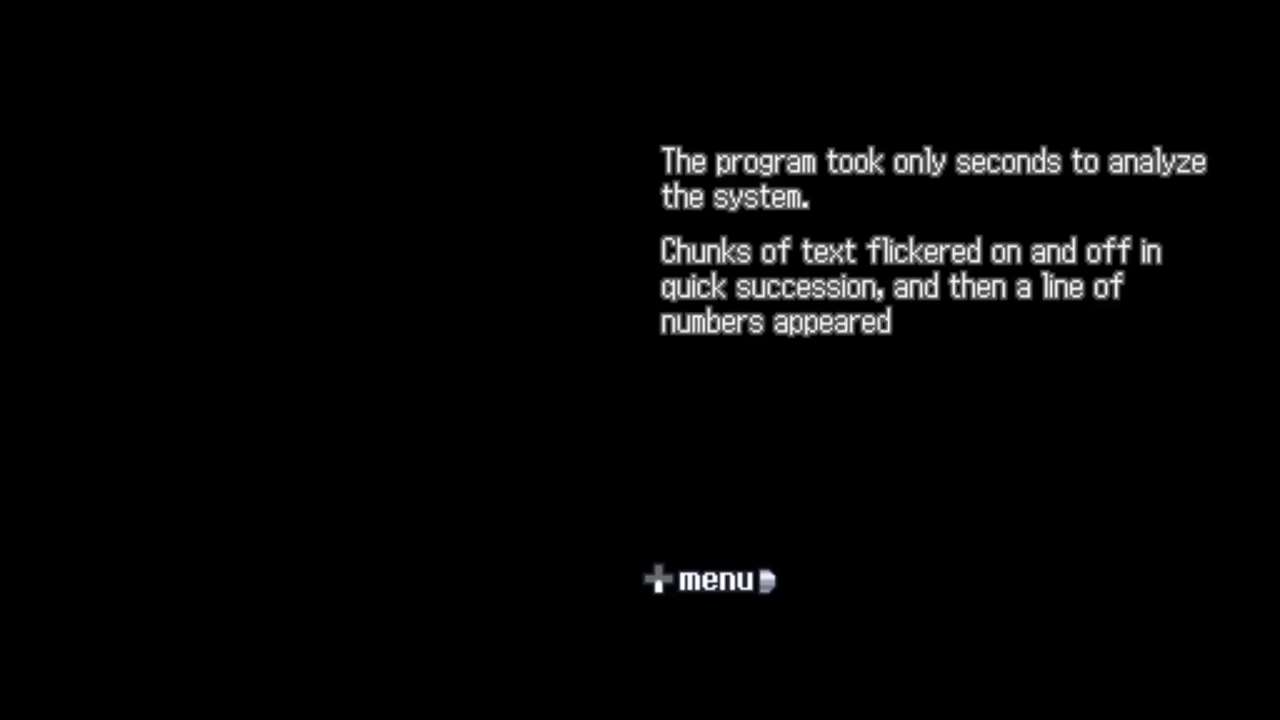 The program took only seconds to analyze
the system.
Chunks of text flickered on and off in
quick succession, and then a line of
numbers appeared
menu